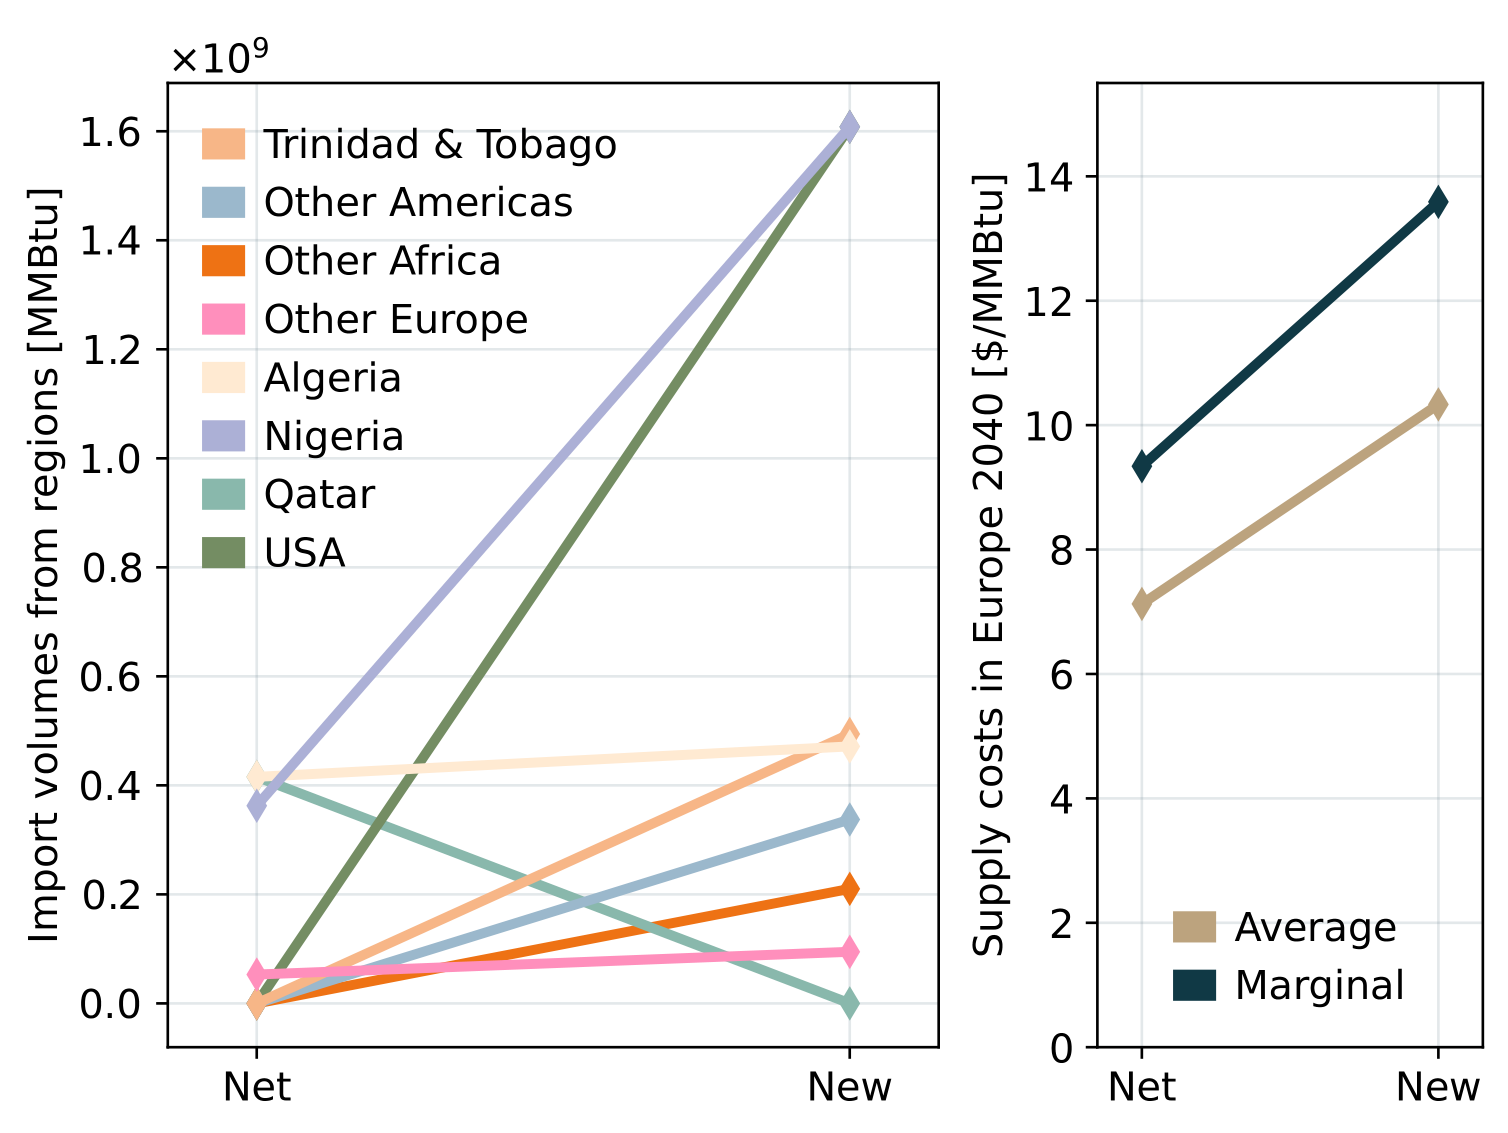 ×10⁹
Import volumes from regions [MMBtu]
1.6
1.4
1.2
1.0
0.8
0.6
0.4
0.2
0.0
Trinidad & Tobago
Other Americas
Other Africa
Other Europe
Algeria
Nigeria
Qatar
USA
Net
New
Supply costs in Europe 2040 [$/MMBtu]
14
12
10
8
6
4
2
0
Average
Marginal
Net
New